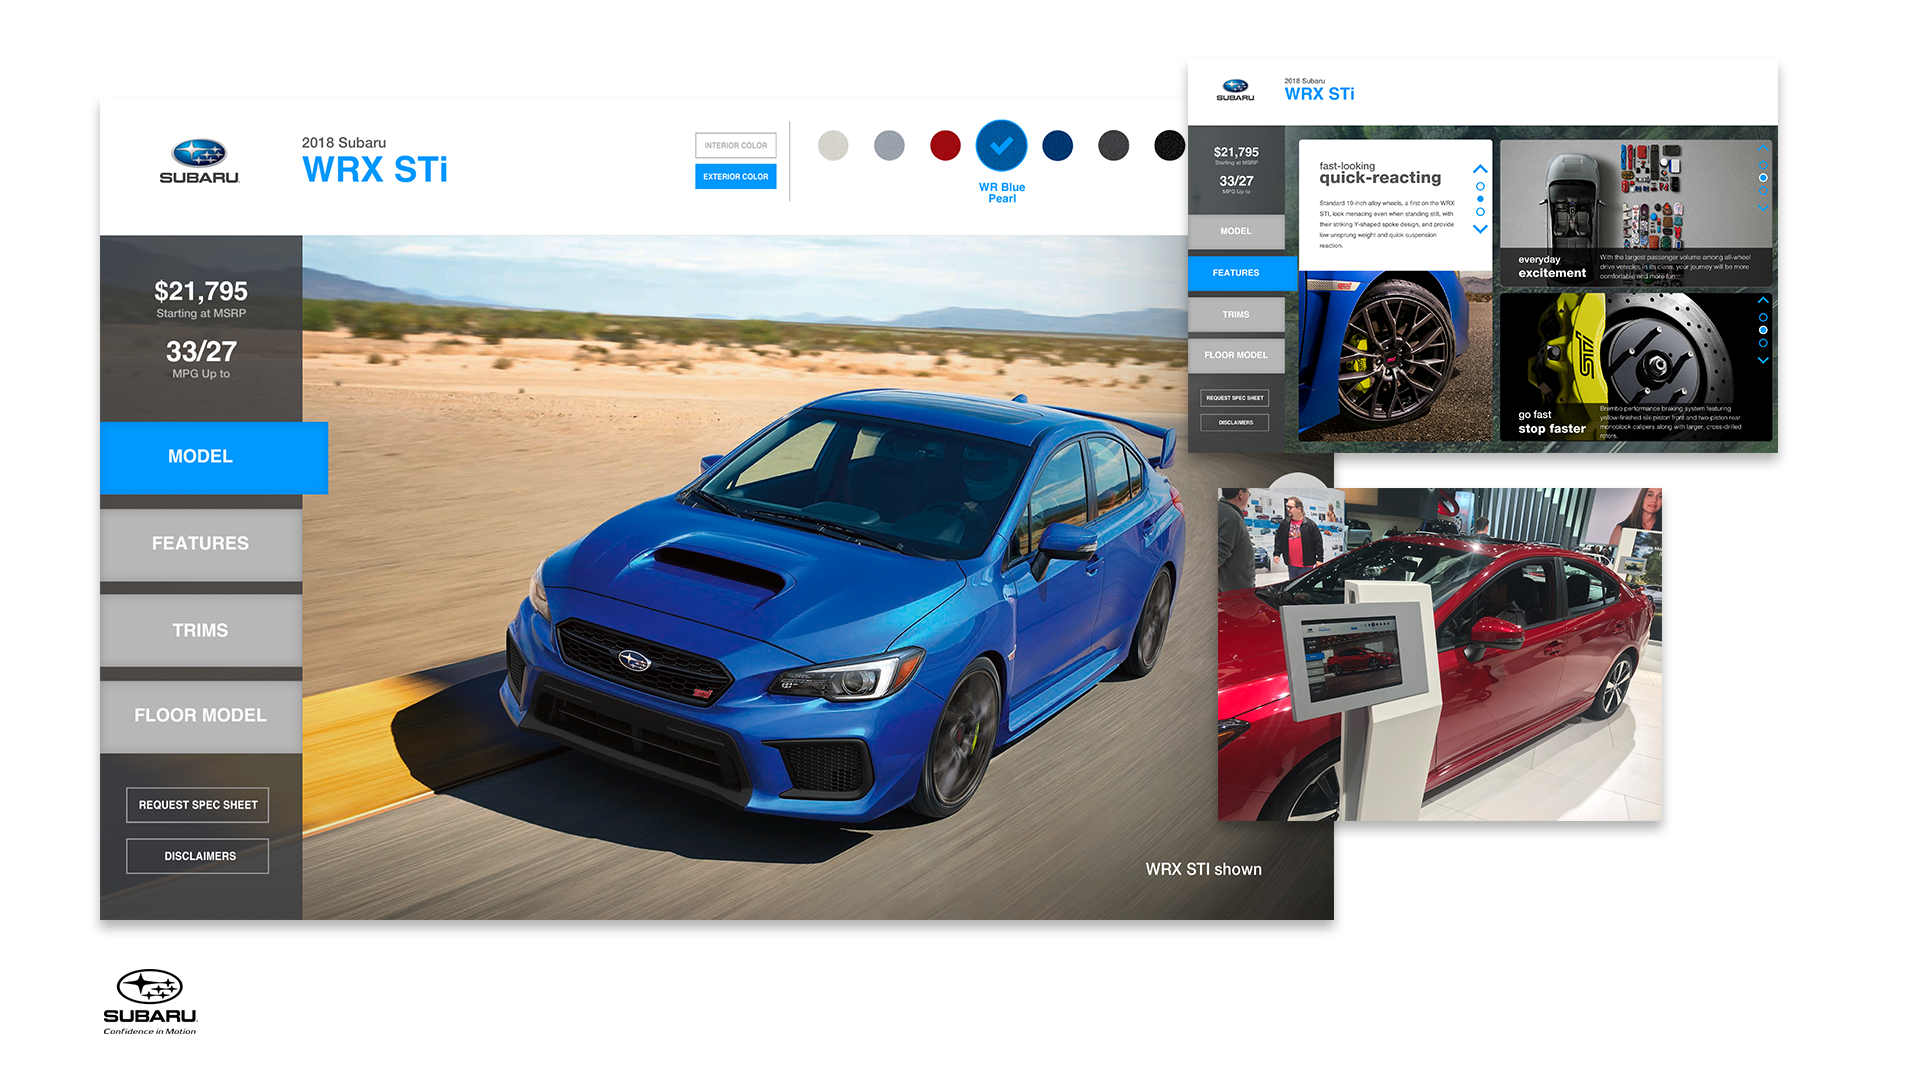 SUBARU
2018 Subaru
WRX STi
INTERIOR COLOR
EXTERIOR COLOR
WR Blue
Pearl
$21,795
Starting at MSRP
33/27
MPG Up to
MODEL
FEATURES
TRIMS
FLOOR MODEL
REQUEST SPEC SHEET
DISCLAIMERS
STI
WRX STI shown
SUBARU
2018 Subaru
WRX STi
$21,795
Starting at MSRP
33/27
MPG Up to
MODEL
FEATURES
TRIMS
FLOOR MODEL
REQUEST SPEC SHEET
DISCLAIMERS
fast-looking
quick-reacting
Standard 19-inch alloy wheels, a first on the WRX
STI, look menacing even when standing still, with
their striking Y-shaped spoke design, and provide
low unsprung weight and quick suspension
reaction.
everyday
excitement
With the largest passenger volume among all-wheel
drive vehicles in its class, your journey will be more
comfortable and more fun.
STI
go fast
stop faster
Brembo performance braking system featuring
yellow-finished six-piston front and two-piston rear
monoblock calipers along with larger, cross-drilled
rotors.
SUBARU
Confidence in Motion